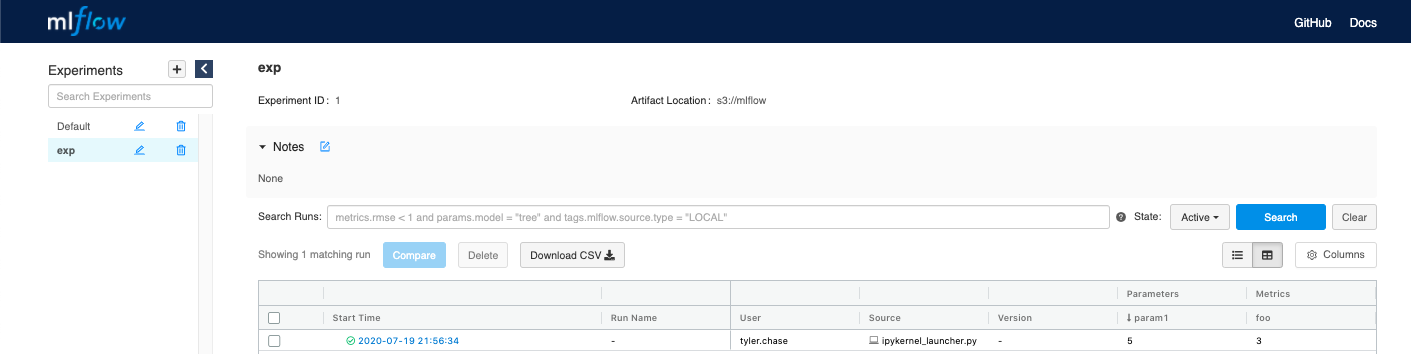 mlflow
GitHub Docs
Experiments
Search Experiments
Default
exp
exp
Experiment ID : 1 Artifact Location : s3://mlflow
Notes
None
Search Runs: metrics.rmse < 1 and params.model = "tree" and tags.mlflow.source.type = "LOCAL" ? State: Active Search Clear
Showing 1 matching run Compare Delete Download CSV Columns
Parameters Metrics
Start Time Run Name User Source Version ↓ param1 foo
2020-07-19 21:56:34 - tyler.chase ipykernel_launcher.py - 5 3